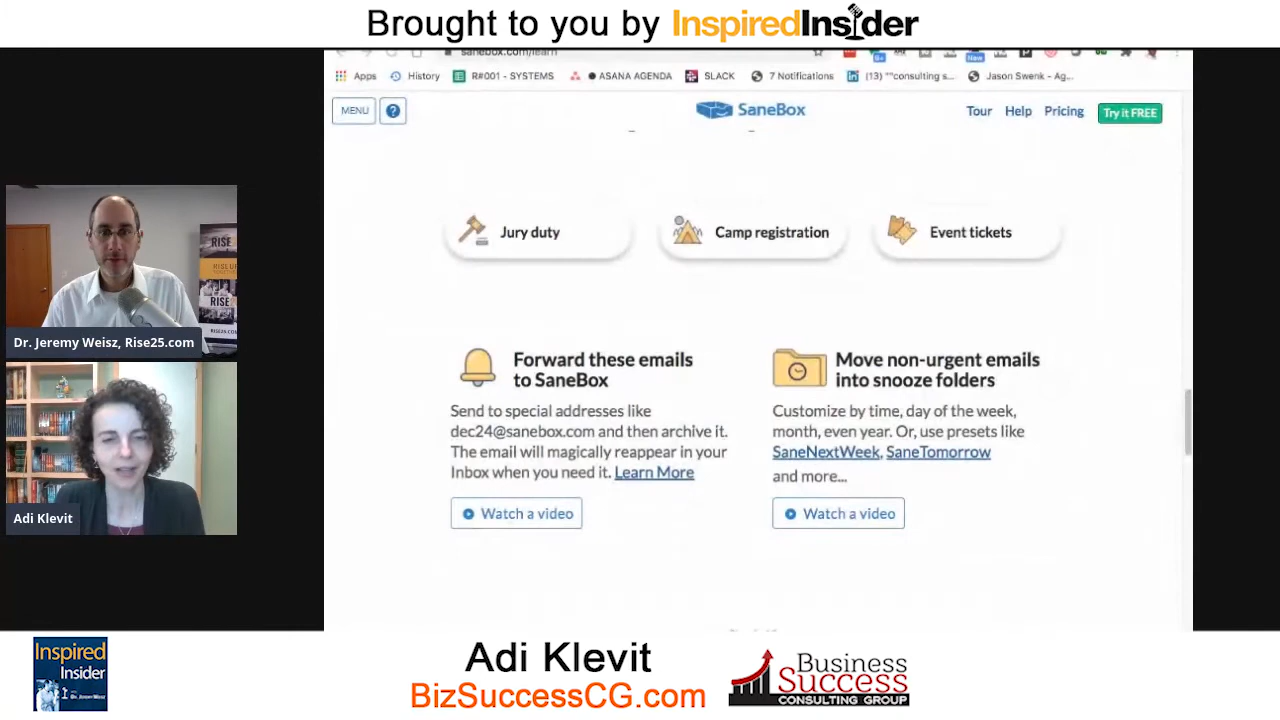 Brought to you by InspiredInsider
sanebox.com/learn
Apps History R#001 - SYSTEMS ASANA AGENDA SLACK 7 Notifications (13) ""consulting s... Jason Swenk - Ag...
MENU ? SaneBox Tour Help Pricing Try it FREE
Jury duty Camp registration Event tickets
Forward these emails
to SaneBox
Send to special addresses like
dec24@sanebox.com and then archive it.
The email will magically reappear in your
Inbox when you need it. Learn More
Watch a video
Move non-urgent emails
into snooze folders
Customize by time, day of the week,
month, even year. Or, use presets like
SaneNextWeek, SaneTomorrow
and more...
Watch a video
RISE
Dr. Jeremy Weisz, Rise25.com
Adi Klevit
Inspired
Insider
Adi Klevit
BizSuccessCG.com
Business
Success
CONSULTING GROUP